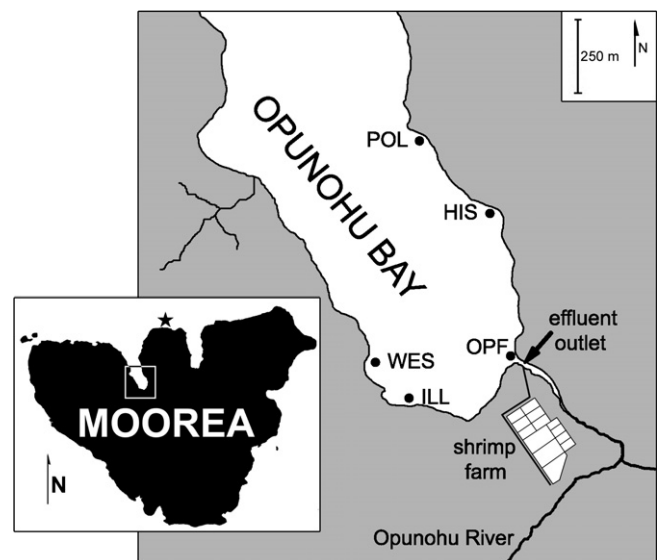 250 m
N
OPUNOHU BAY
POL
HIS
effluent
outlet
OPF
WES
ILL
MOOREA
N
shrimp
farm
Opunohu River